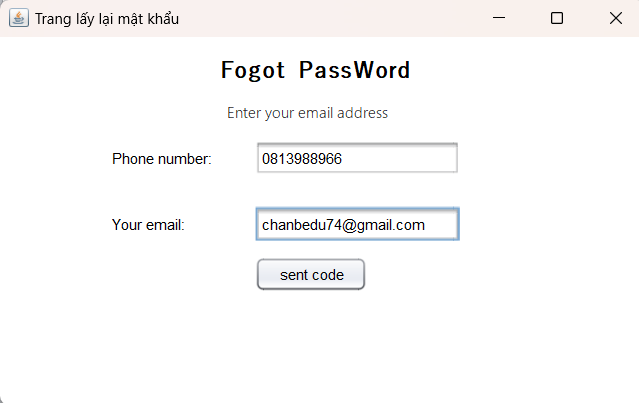 Trang lấy lại mật khẩu
Fogot PassWord
Enter your email address
Phone number: 0813988966
Your email: chanbedu74@gmail.com
sent code